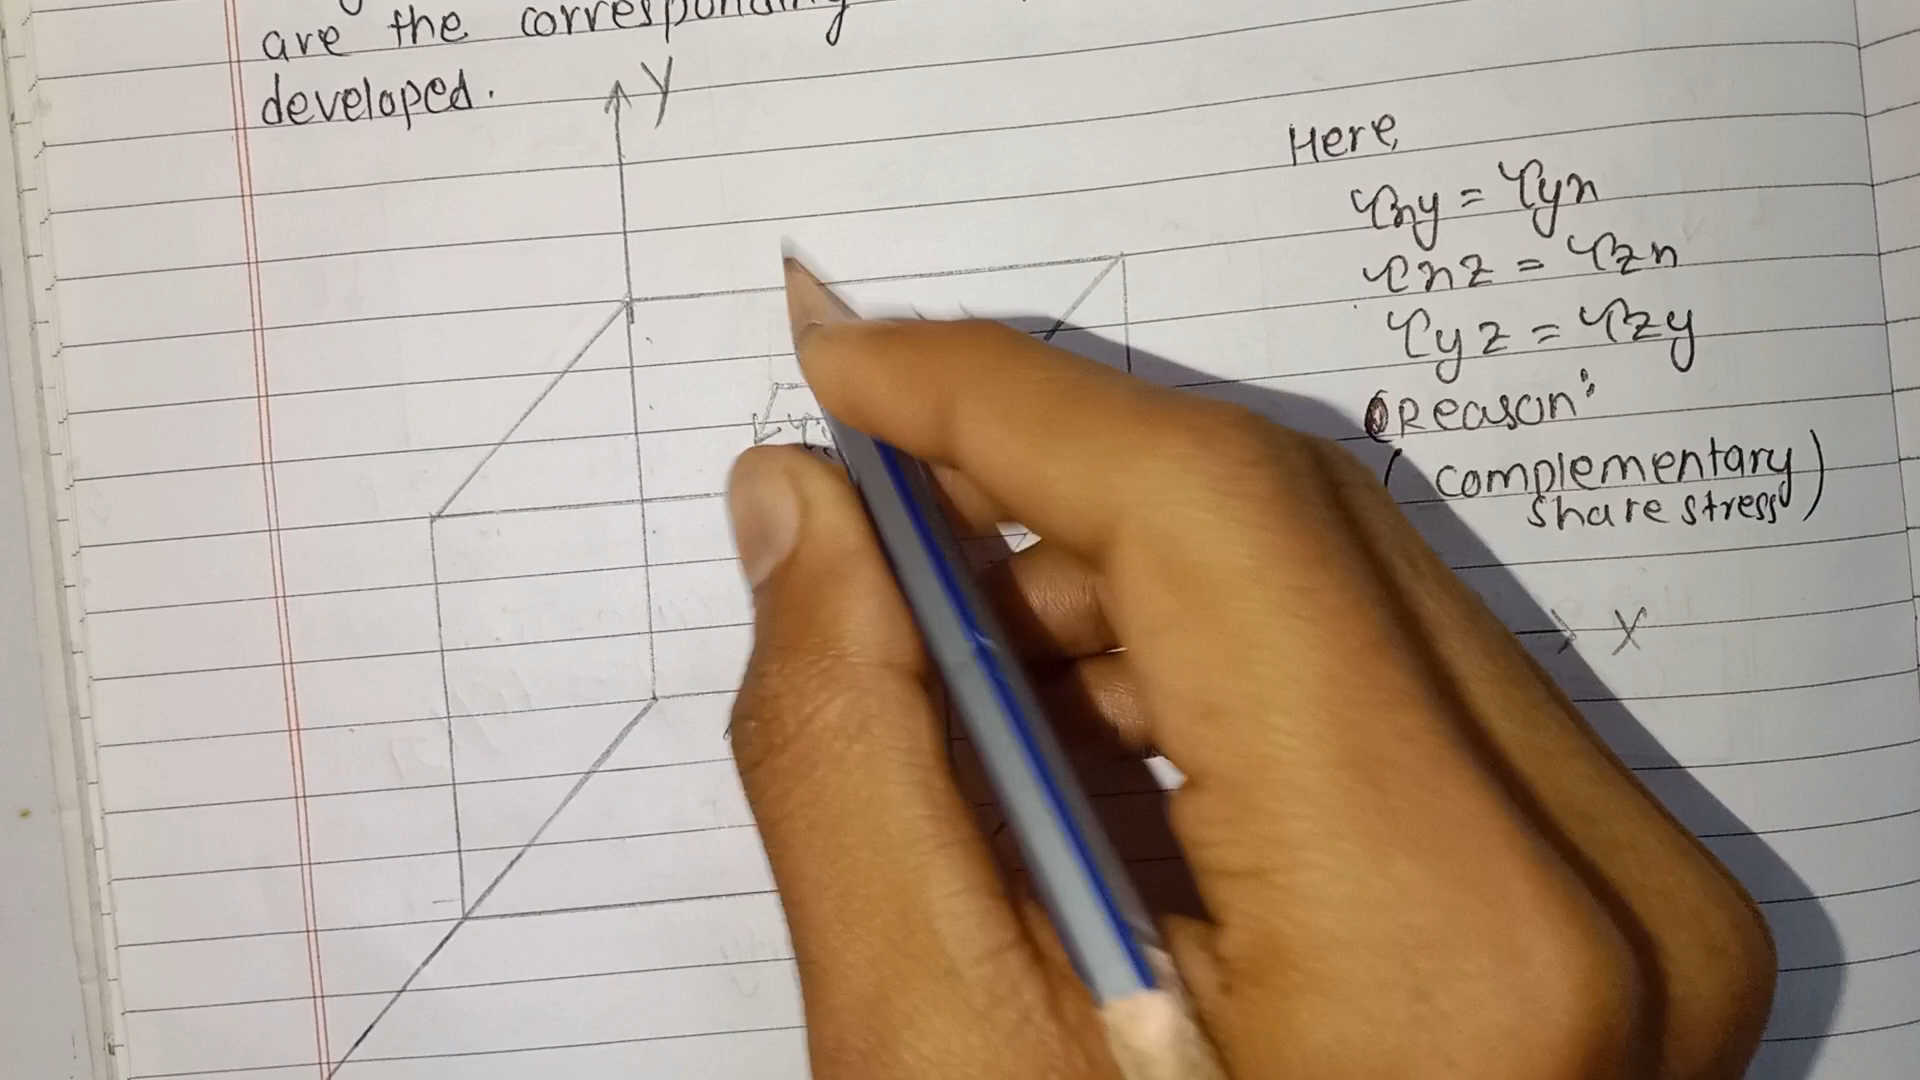 are the corresponding
developed.
Y
Here,
τxy = τyx
τxz = τzx
τyz = τzy
Reason:
(complementary
share stress)
X